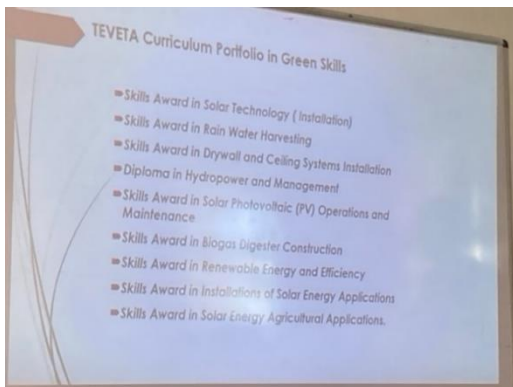 TEVETA Curriculum Portfolio in Green Skills
Skills Award in Solar Technology ( Installation)
Skills Award in Rain Water Harvesting
Skills Award in Drywall and Ceiling Systems Installation
Diploma in Hydropower and Management
Skills Award in Solar Photovoltaic (PV) Operations and
Maintenance
Skills Award in Biogas Digester Construction
Skills Award in Renewable Energy and Efficiency
Skills Award in Installations of Solar Energy Applications
Skills Award in Solar Energy Agricultural Applications.